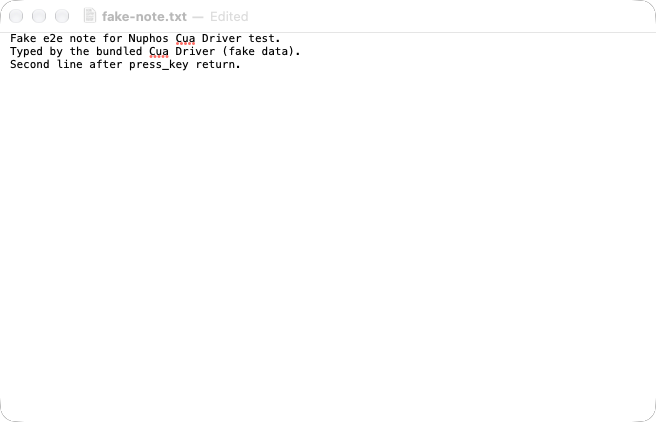 fake-note.txt — Edited
Fake e2e note for Nuphos Cua Driver test.
Typed by the bundled Cua Driver (fake data).
Second line after press_key return.